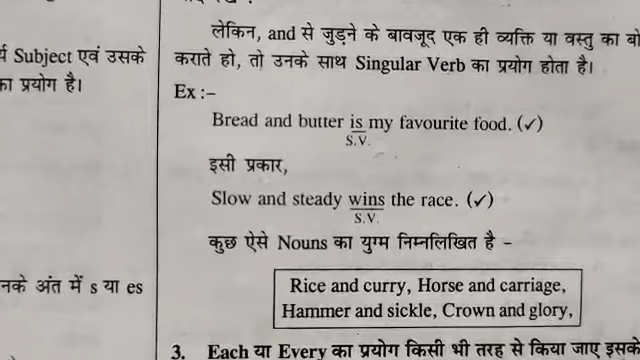 र्य Subject एवं उसके
का प्रयोग है।
नके अंत में s या es
लेकिन, and से जुड़ने के बावजूद एक ही व्यक्ति या वस्तु का बो
कराते हो, तो उनके साथ Singular Verb का प्रयोग होता है।
Ex :–
Bread and butter is my favourite food. (✓)
S.V.
इसी प्रकार,
Slow and steady wins the race. (✓)
S.V.
कुछ ऐसे Nouns का युग्म निम्नलिखित है –
Rice and curry, Horse and carriage,
Hammer and sickle, Crown and glory,
3. Each या Every का प्रयोग किसी भी तरह से किया जाए इसके